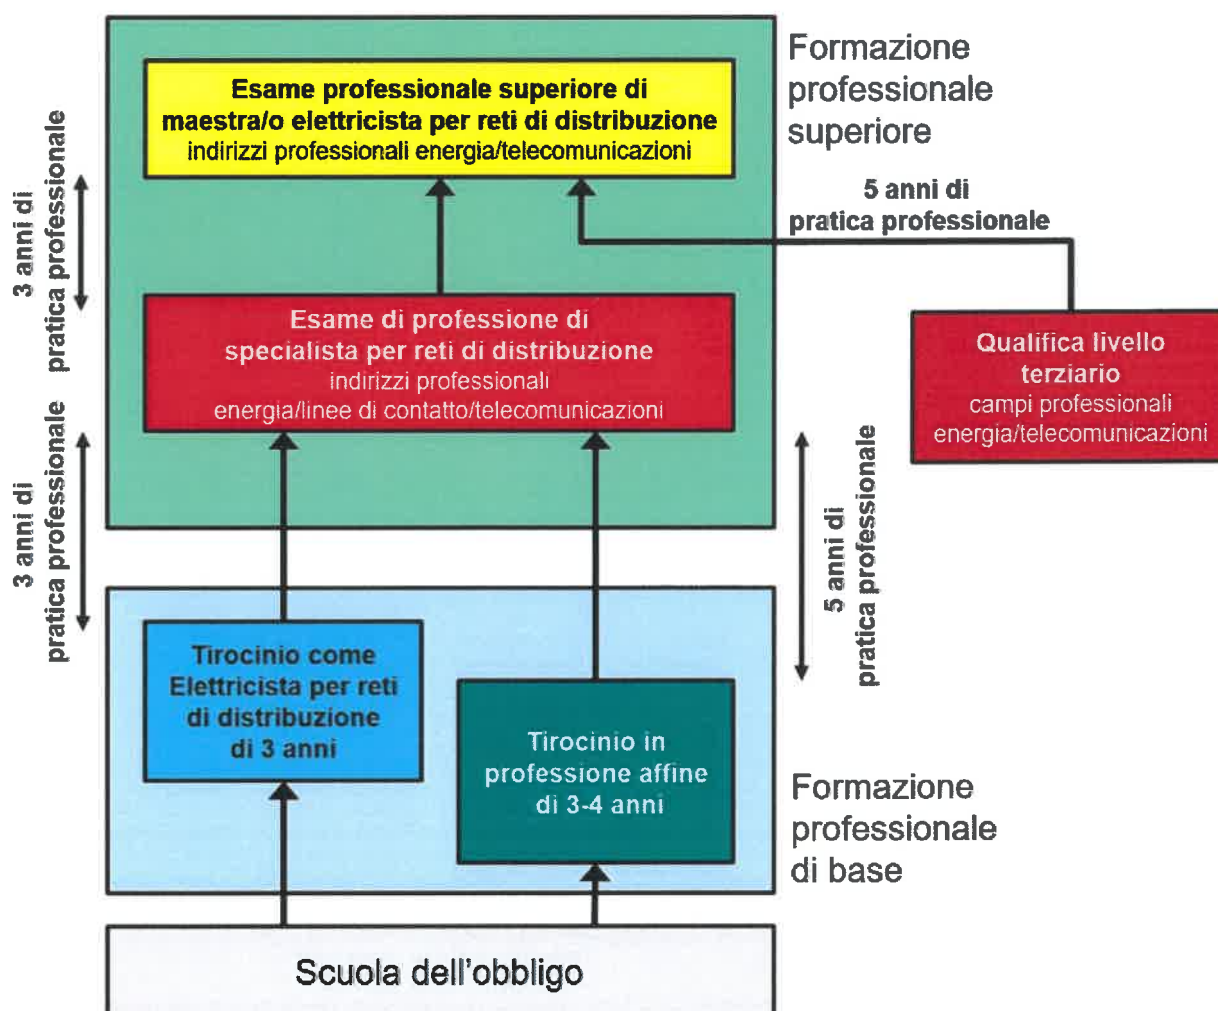 Formazione
professionale
superiore
Esame professionale superiore di
maestra/o elettricista per reti di distribuzione
indirizzi professionali energia/telecomunicazioni
3 anni di
pratica professionale
5 anni di
pratica professionale
Esame di professione di
specialista per reti di distribuzione
indirizzi professionali
energia/linee di contatto/telecomunicazioni
Qualifica livello
terziario
campi professionali
energia/telecomunicazioni
3 anni di
pratica professionale
5 anni di
pratica professionale
Tirocinio come
Elettricista per reti
di distribuzione
di 3 anni
Tirocinio in
professione affine
di 3-4 anni
Formazione
professionale
di base
Scuola dell'obbligo